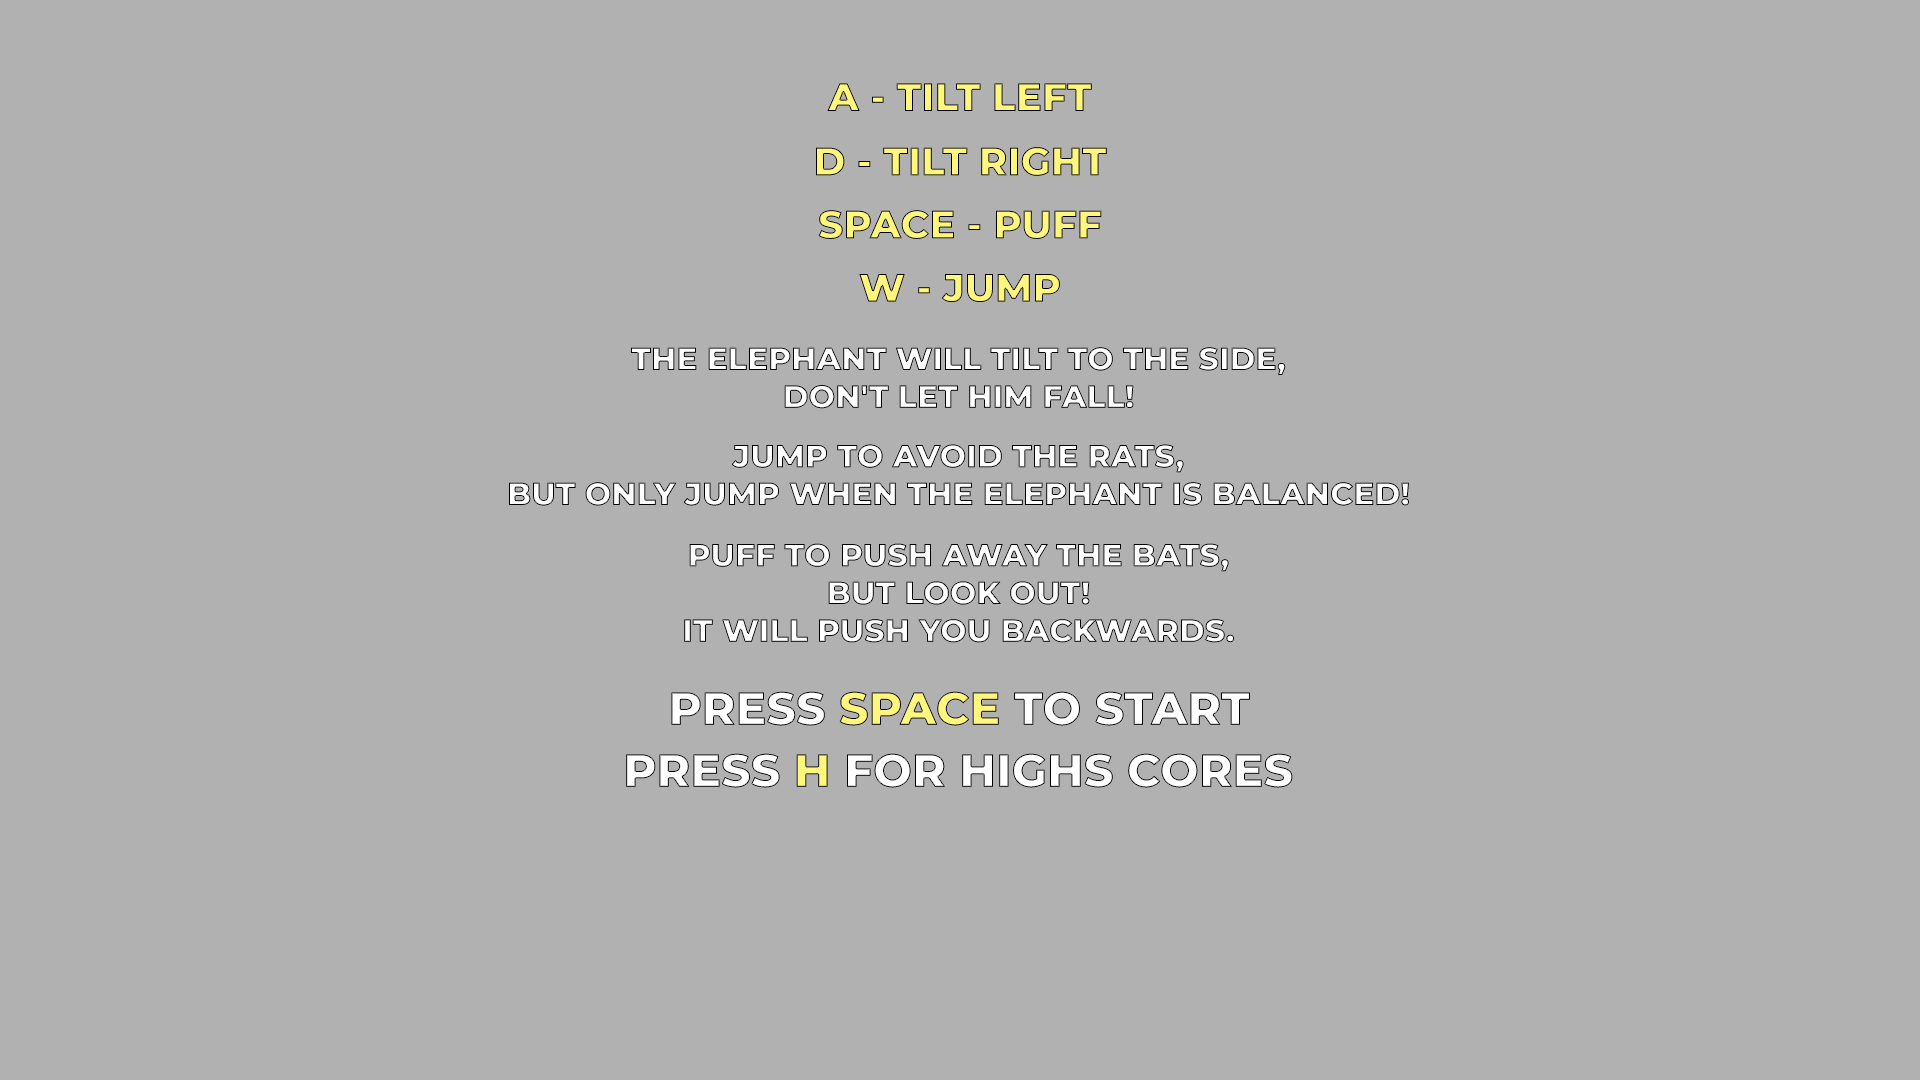 A - TILT LEFT
D - TILT RIGHT
SPACE - PUFF
W - JUMP
THE ELEPHANT WILL TILT TO THE SIDE,
DON'T LET HIM FALL!
JUMP TO AVOID THE RATS,
BUT ONLY JUMP WHEN THE ELEPHANT IS BALANCED!
PUFF TO PUSH AWAY THE BATS,
BUT LOOK OUT!
IT WILL PUSH YOU BACKWARDS.
PRESS SPACE TO START
PRESS H FOR HIGHS CORES